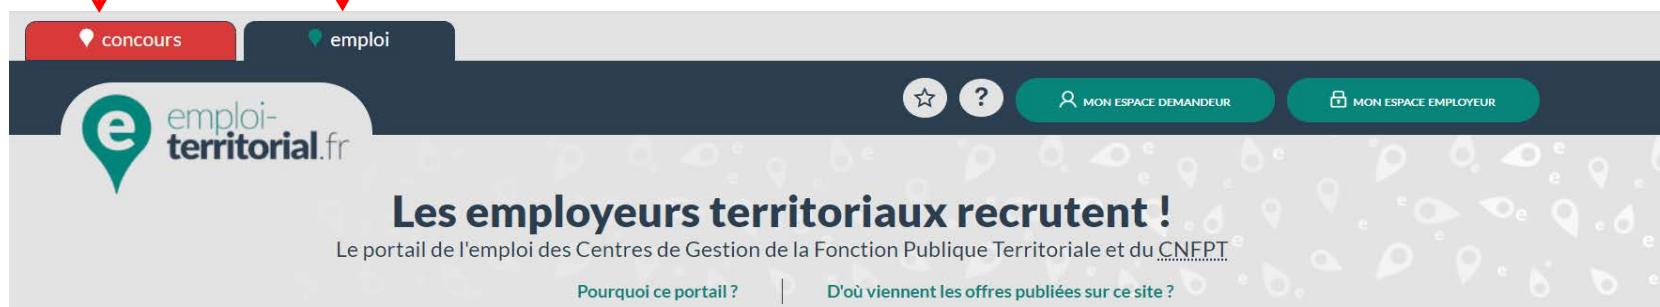 concours
emploi
?
MON ESPACE DEMANDEUR
MON ESPACE EMPLOYEUR
e
emploi-
territorial.fr
Les employeurs territoriaux recrutent !
Le portail de l'emploi des Centres de Gestion de la Fonction Publique Territoriale et du CNFPT
Pourquoi ce portail ?
D'où viennent les offres publiées sur ce site ?